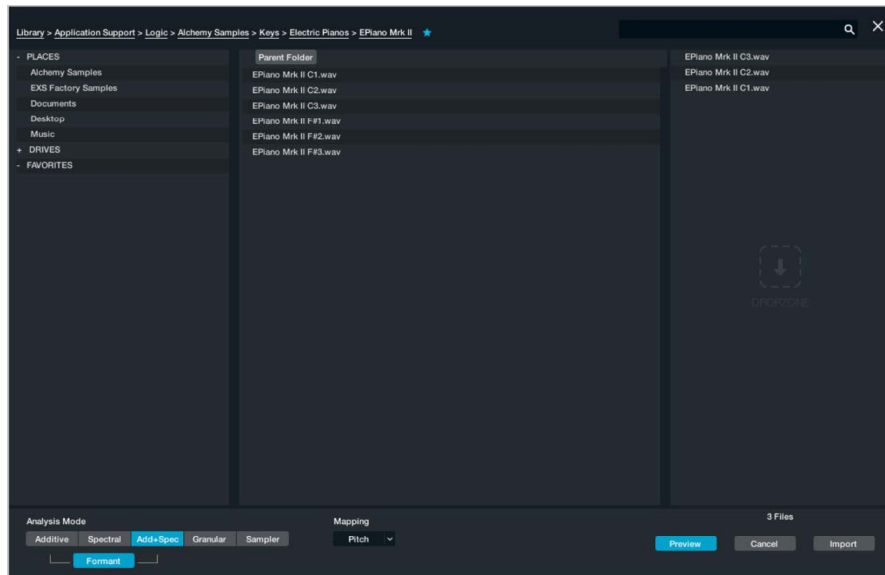 Library > Application Support > Logic > Alchemy Samples > Keys > Electric Pianos > EPiano Mrk II
- PLACES
Alchemy Samples
EXS Factory Samples
Documents
Desktop
Music
+ DRIVES
- FAVORITES
Parent Folder
EPiano Mrk II C1.wav
EPiano Mrk II C2.wav
EPiano Mrk II C3.wav
EPiano Mrk II F#1.wav
EPiano Mrk II F#2.wav
EPiano Mrk II F#3.wav
EPiano Mrk II C3.wav
EPiano Mrk II C2.wav
EPiano Mrk II C1.wav
DROPZONE
Analysis Mode
Additive Spectral Add+Spec Granular Sampler
Formant
Mapping
Pitch
3 Files
Preview Cancel Import